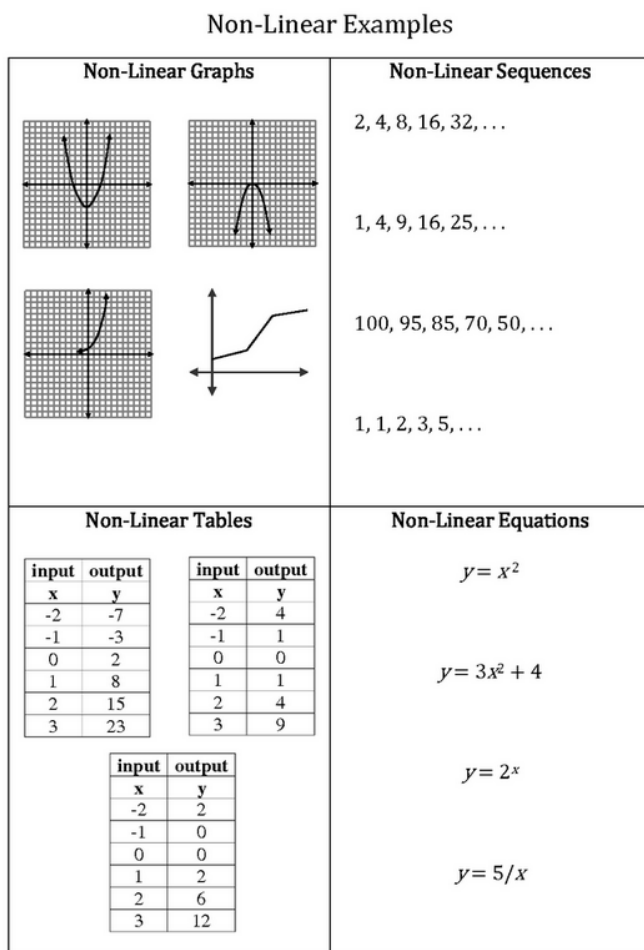 Non-Linear Examples
Non-Linear Graphs
Non-Linear Sequences
2, 4, 8, 16, 32, . . .
1, 4, 9, 16, 25, . . .
100, 95, 85, 70, 50, . . .
1, 1, 2, 3, 5, . . .
Non-Linear Tables
input output
x y
-2 -7
-1 -3
0 2
1 8
2 15
3 23
input output
x y
-2 4
-1 1
0 0
1 1
2 4
3 9
input output
x y
-2 2
-1 0
0 0
1 2
2 6
3 12
Non-Linear Equations
y = x²
y = 3x² + 4
y = 2ˣ
y = 5/x